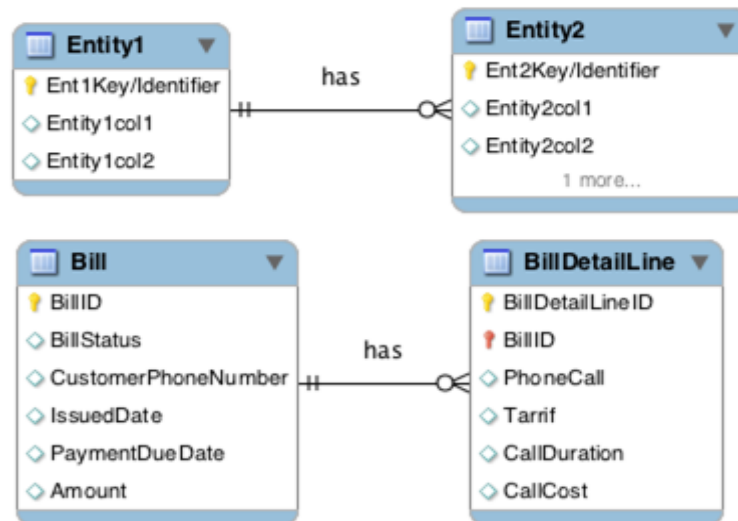 Entity1
Ent1Key/Identifier
Entity1col1
Entity1col2
has
Entity2
Ent2Key/Identifier
Entity2col1
Entity2col2
1 more...
Bill
BillID
BillStatus
CustomerPhoneNumber
IssuedDate
PaymentDueDate
Amount
has
BillDetailLine
BillDetailLineID
BillID
PhoneCall
Tarrif
CallDuration
CallCost